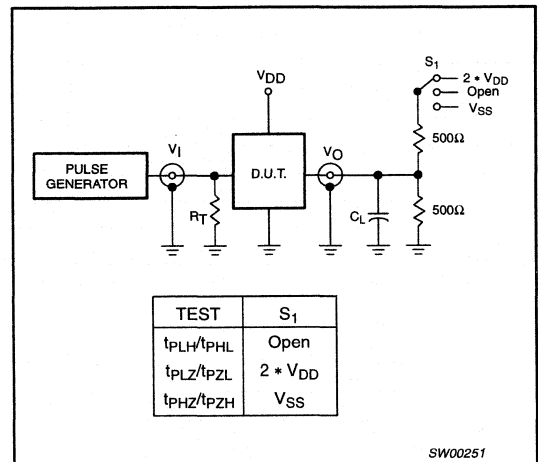 S1
2 * VDD
Open
VSS
VDD
500Ω
VI
VO
PULSE
GENERATOR
D.U.T.
RT
CL
500Ω
TEST S1
tPLH/tPHL Open
tPLZ/tPZL 2 * VDD
tPHZ/tPZH VSS
SW00251